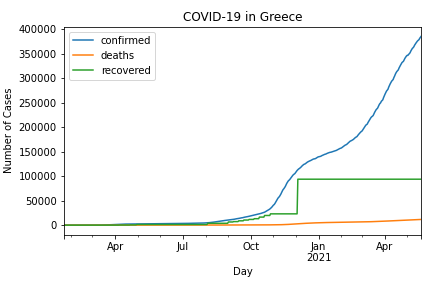 COVID-19 in Greece
confirmed
deaths
recovered
Number of Cases
400000
350000
300000
250000
200000
150000
100000
50000
0
Apr
Jul
Oct
Jan
2021
Apr
Day